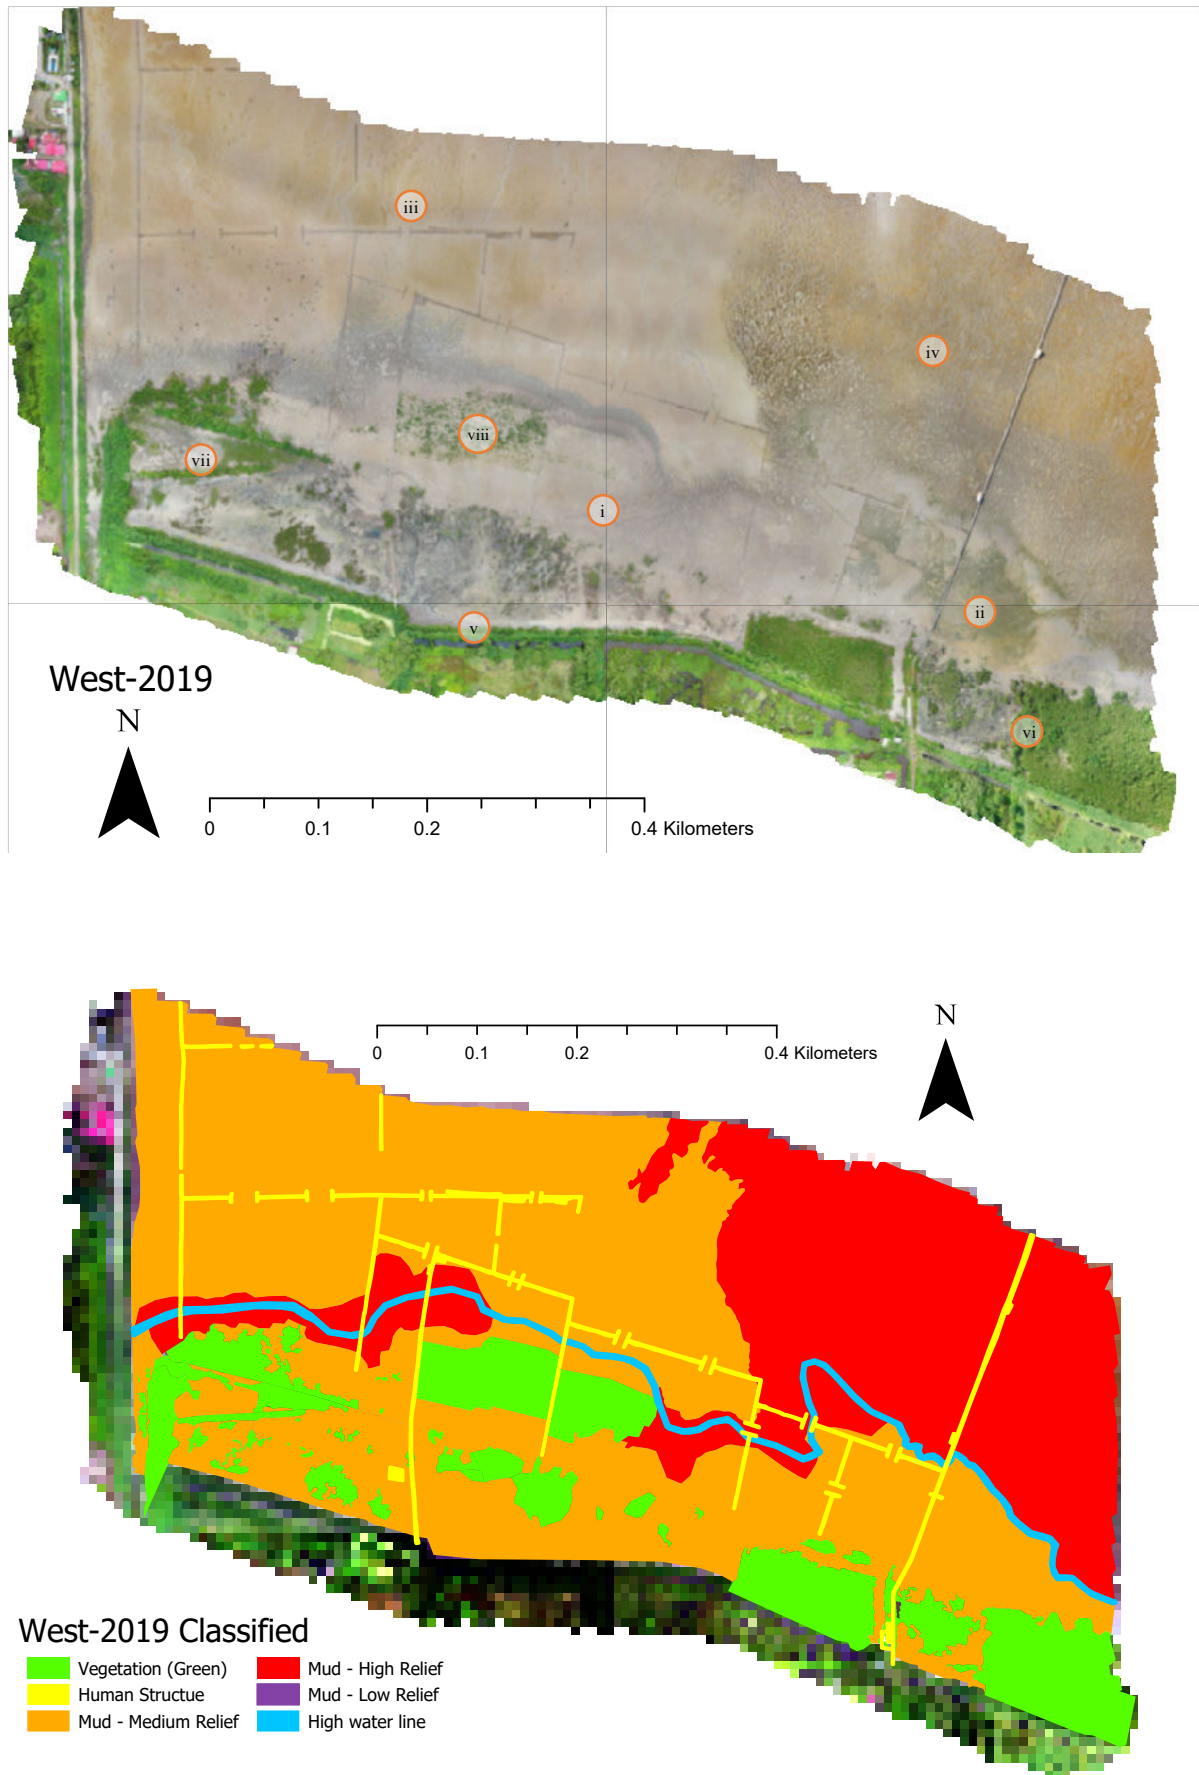 iii
iv
viii
vii
i
ii
v
West-2019
vi
N
0 0.1 0.2 0.4 Kilometers
N
0 0.1 0.2 0.4 Kilometers
West-2019 Classified
Vegetation (Green) Mud - High Relief
Human Structue Mud - Low Relief
Mud - Medium Relief High water line